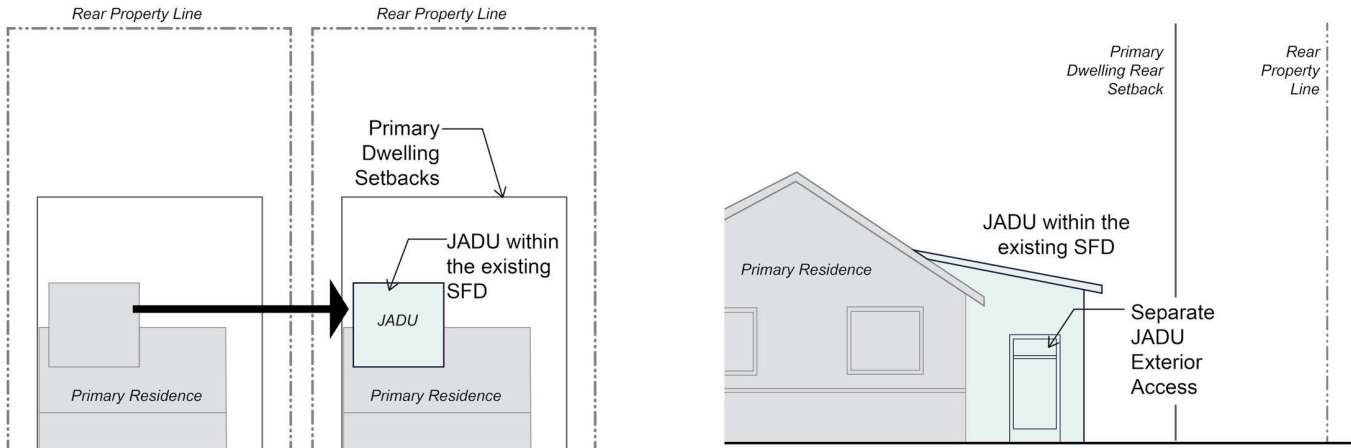 Rear Property Line
Rear Property Line
Primary
Dwelling
Setbacks
JADU within
the existing
SFD
JADU
Primary Residence
Primary Residence
Primary
Dwelling Rear
Setback
Rear
Property
Line
JADU within the
existing SFD
Primary Residence
Separate
JADU
Exterior
Access